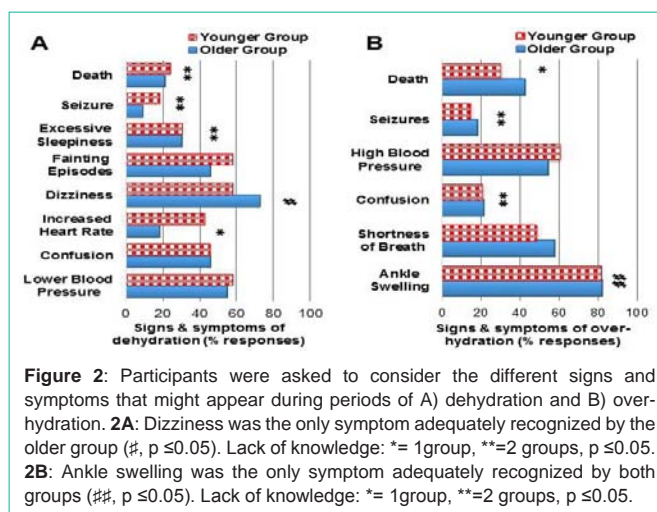 A
Younger Group
Older Group
Death
**
Seizure
**
Excessive
Sleepiness
**
Fainting
Episodes
Dizziness
♯
Increased
Heart Rate
*
Confusion
Lower Blood
Pressure
0 20 40 60 80 100
Signs & symptoms of
dehydration (% responses)
B
Younger Group
Older Group
Death
*
Seizures
**
High Blood
Pressure
Confusion
**
Shortness
of Breath
Ankle
Swelling
♯♯
0 20 40 60 80 100
Signs & symptoms of over-
hydration (% responses)
Figure 2: Participants were asked to consider the different signs and
symptoms that might appear during periods of A) dehydration and B) over-
hydration. 2A: Dizziness was the only symptom adequately recognized by the
older group (♯, p ≤0.05). Lack of knowledge: *= 1group, **=2 groups, p ≤0.05.
2B: Ankle swelling was the only symptom adequately recognized by both
groups (♯♯, p ≤0.05). Lack of knowledge: *= 1group, **=2 groups, p ≤0.05.